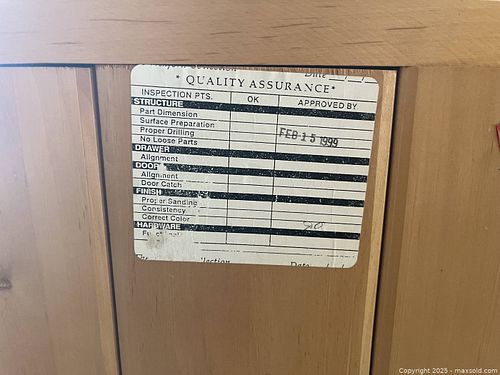 Collection Date / /
* QUALITY ASSURANCE *
INSPECTION PTS. OK APPROVED BY
STRUCTURE
Part Dimension
Surface Preparation
Proper Drilling FEB 15 1999
No Loose Parts
DRAWER
Alignment
DOOR
Alignment
Door Catch
FINISH
Proper Sanding
Consistency
Correct Color
HARDWARE
Date / /
Copyright © 2025 - maxsold.com